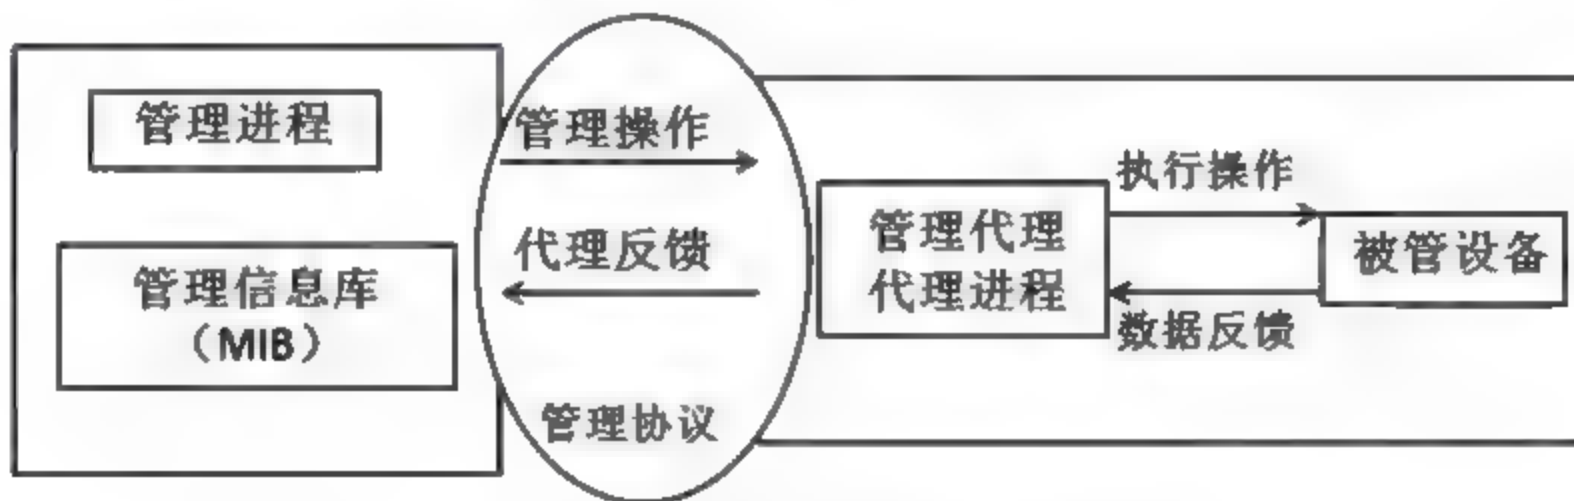 管理进程
管理信息库
（MIB）
管理操作
代理反馈
管理协议
管理代理
代理进程
执行操作
数据反馈
被管设备